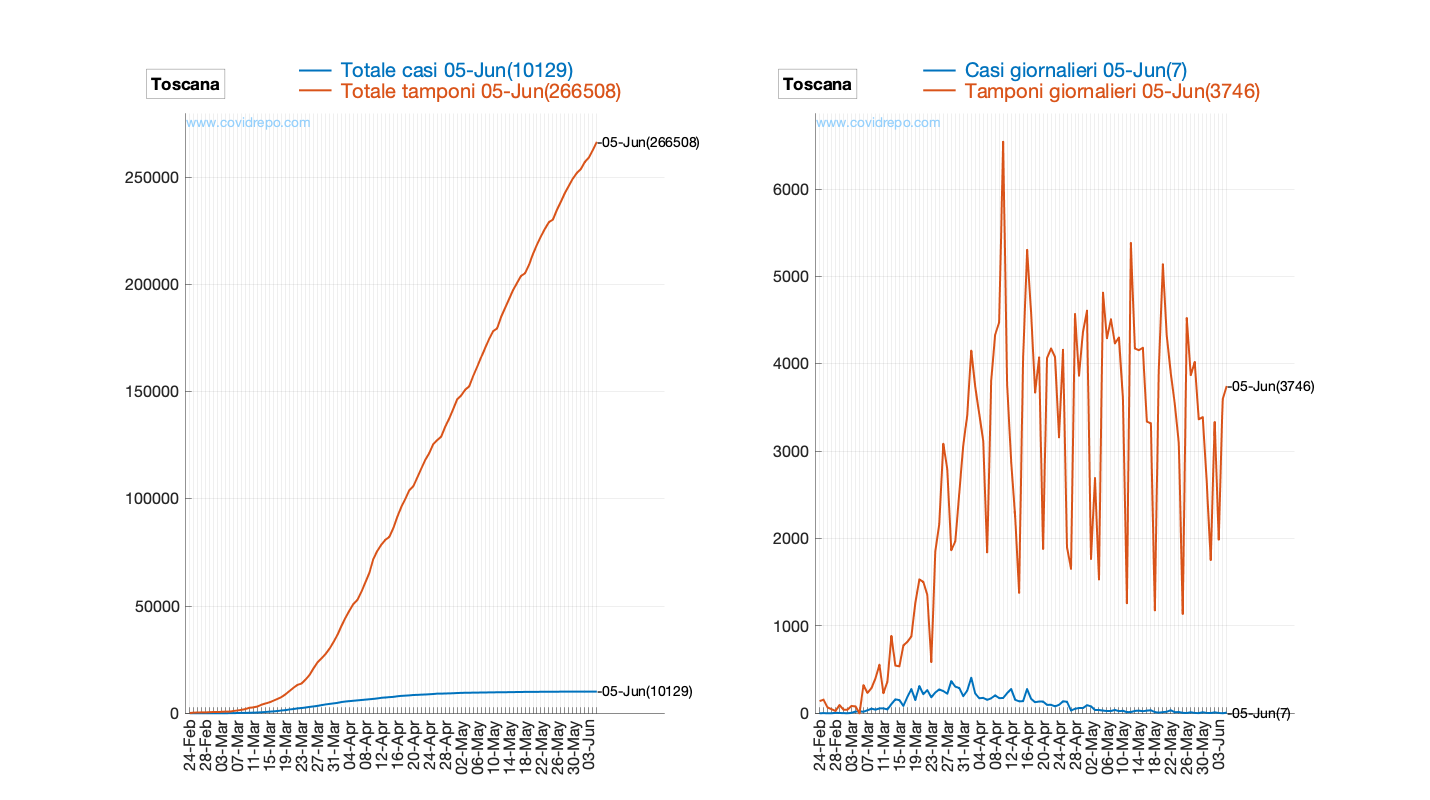 Toscana
Totale casi 05-Jun(10129)
Totale tamponi 05-Jun(266508)
www.covidrepo.com
-05-Jun(266508)
250000
200000
150000
100000
50000
-05-Jun(10129)
0
24-Feb
28-Feb
03-Mar
07-Mar
11-Mar
15-Mar
19-Mar
23-Mar
27-Mar
31-Mar
04-Apr
08-Apr
12-Apr
16-Apr
20-Apr
24-Apr
28-Apr
02-May
06-May
10-May
14-May
18-May
22-May
26-May
30-May
03-Jun
Toscana
Casi giornalieri 05-Jun(7)
Tamponi giornalieri 05-Jun(3746)
www.covidrepo.com
6000
5000
4000
-05-Jun(3746)
3000
2000
1000
0
-05-Jun(7)
24-Feb
28-Feb
03-Mar
07-Mar
11-Mar
15-Mar
19-Mar
23-Mar
27-Mar
31-Mar
04-Apr
08-Apr
12-Apr
16-Apr
20-Apr
24-Apr
28-Apr
02-May
06-May
10-May
14-May
18-May
22-May
26-May
30-May
03-Jun